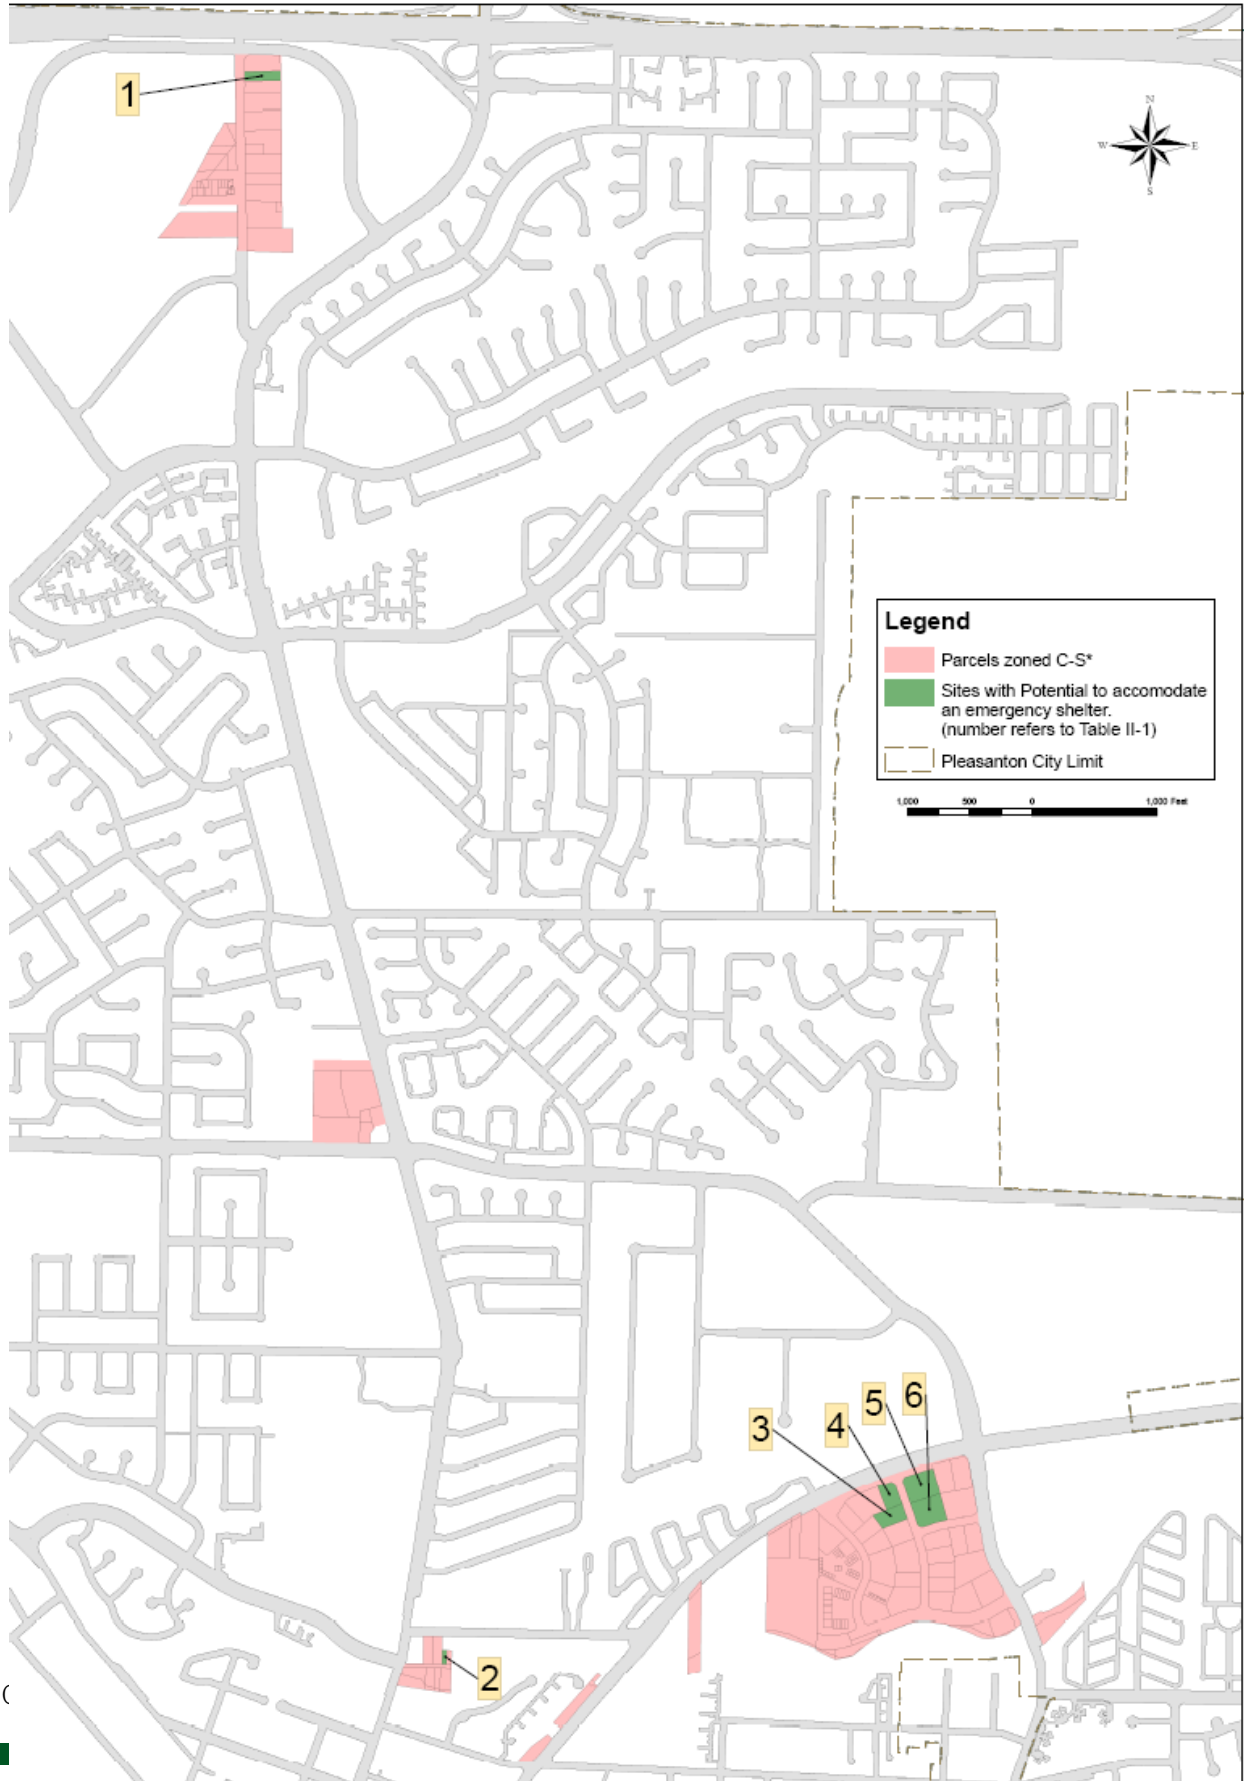 1
N
W
E
S
Legend
Parcels zoned C-S*
Sites with Potential to accomodate
an emergency shelter.
(number refers to Table II-1)
Pleasanton City Limit
1,000 500 0 1,000 Feet
6
5
4
3
2
(